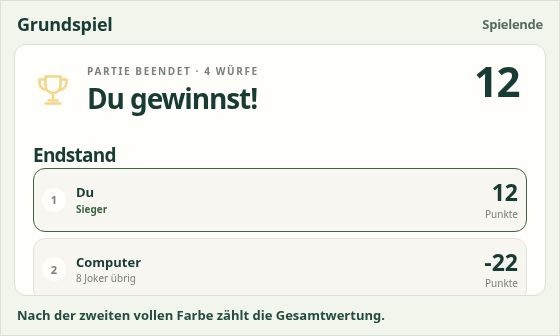 Grundspiel
Spielende
PARTIE BEENDET · 4 WÜRFE
Du gewinnst!
12
Endstand
1
Du
Sieger
12
Punkte
2
Computer
8 Joker übrig
-22
Punkte
Nach der zweiten vollen Farbe zählt die Gesamtwertung.